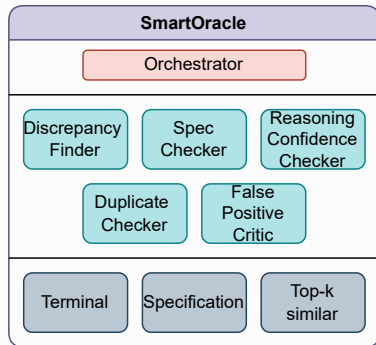 SmartOracle
Orchestrator
Discrepancy
Finder
Spec
Checker
Reasoning
Confidence
Checker
Duplicate
Checker
False
Positive
Critic
Terminal
Specification
Top-k
similar